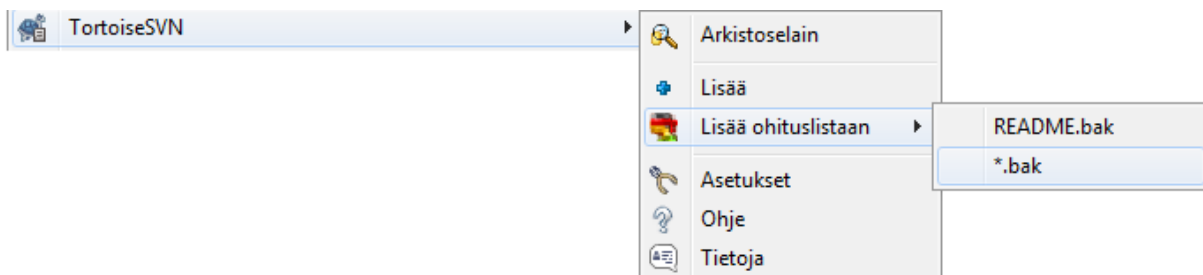 TortoiseSVN
Arkistoselain
Lisää
Lisää ohituslistaan
README.bak
*.bak
Asetukset
Ohje
Tietoja